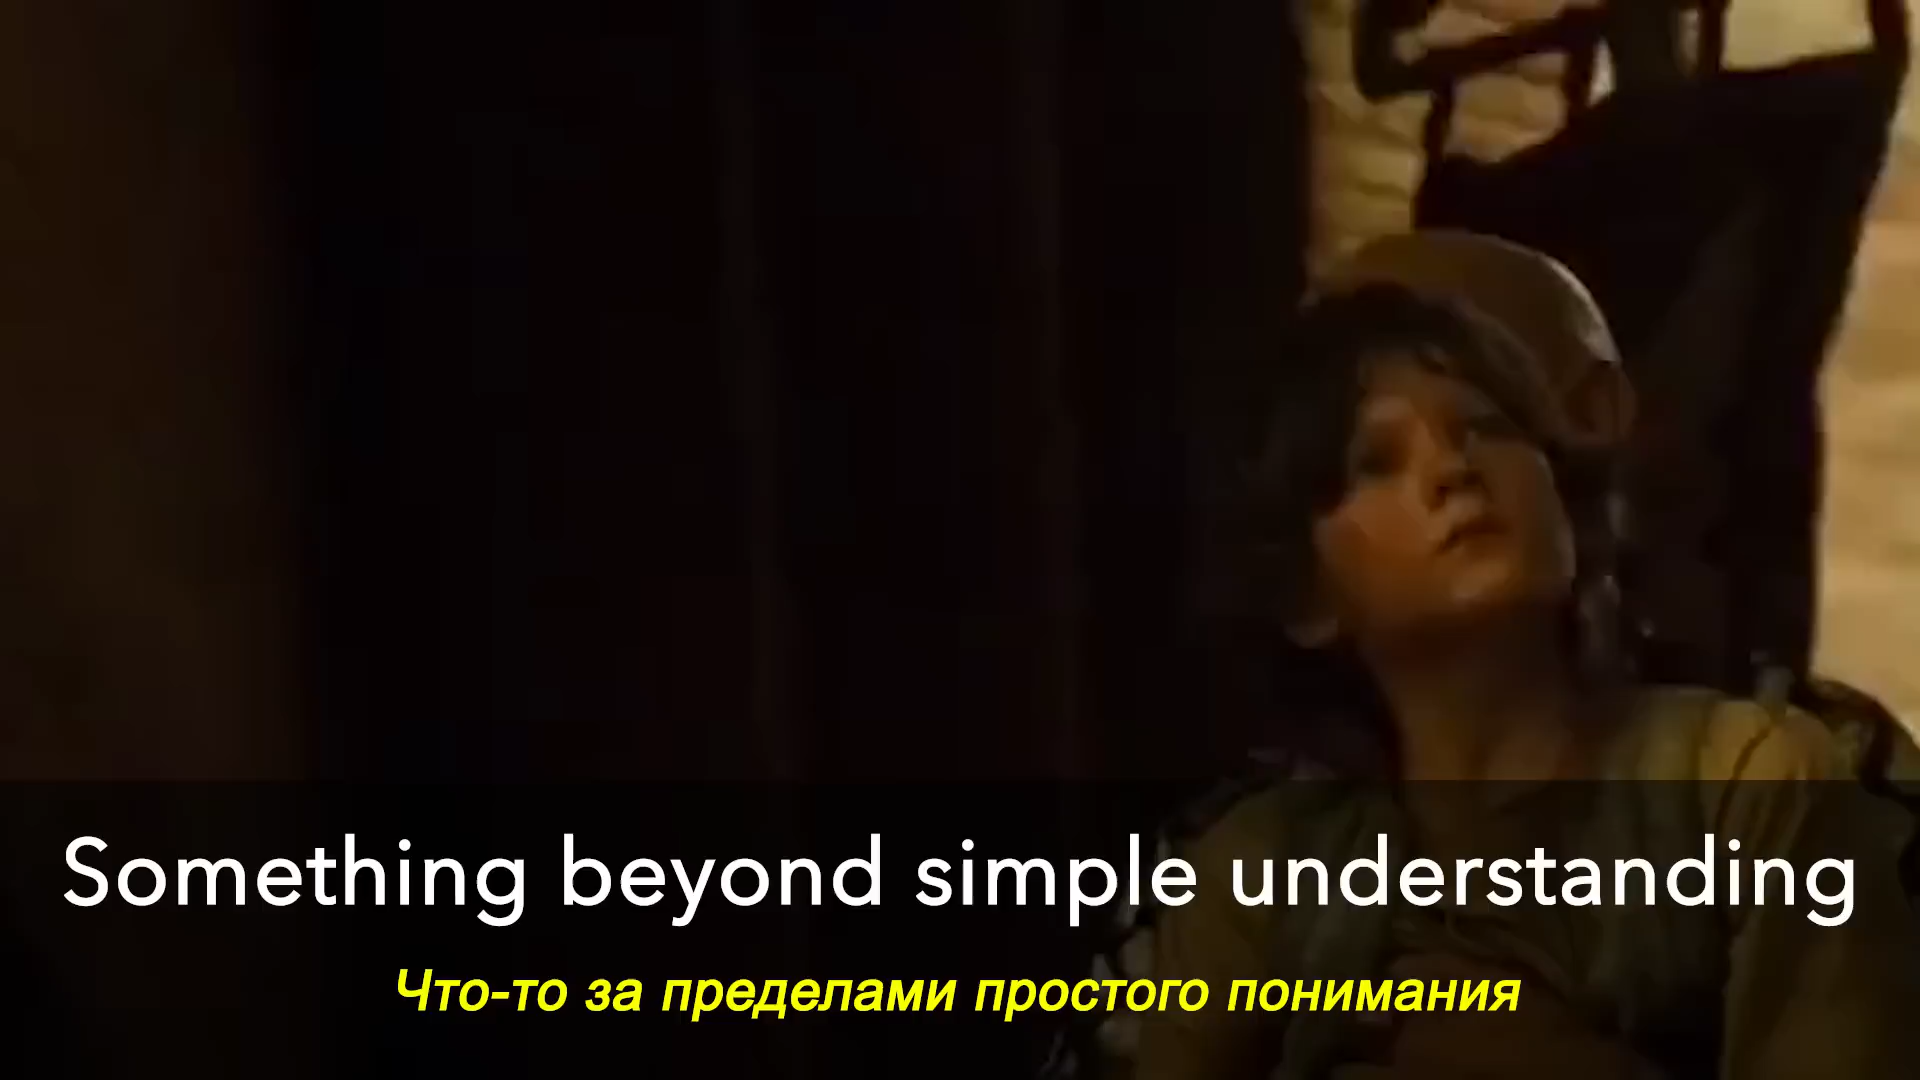 Something beyond simple understanding
Что-то за пределами простого понимания